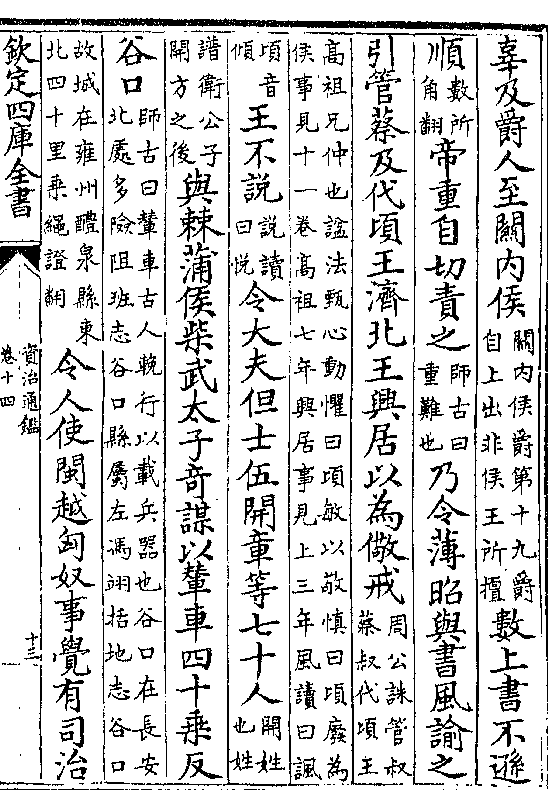 辜及爵人至關内侯關内侯爵第十九爵自上出非侯王所擅數上書不遜
順數所角翻帝重自切責之師古曰重難也乃令薄昭與書風諭之
引管蔡及代頃王濟北王興居以為儆戒周公誅管叔蔡叔代頃王
高祖兄仲也諡法甄心動懼曰頃敏以敬慎曰頃廢為侯事見十一卷高祖七年興居事見上三年風讀曰諷
頃音傾王不說說讀曰悅令大夫但士伍開章等七十人開姓也姓
譜衛公子開方之後與棘蒲侯柴武太子奇謀以輦車四十乘反
谷口師古曰輦車古人輓行以載兵器也谷口在長安北處多險阻班志谷口縣屬左馮翊括地志谷口
故城在雍州醴泉縣東北四十里乘繩證翻令人使閩越匈奴事覺有司治
欽定四庫全書
資治通鑑
卷十四
十三